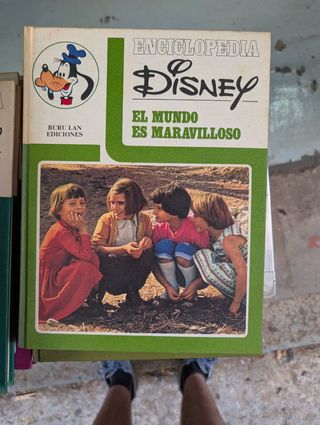 ENCICLOPEDIA
DISNEY
EL MUNDO
ES MARAVILLOSO
BURU LAN
EDICIONES